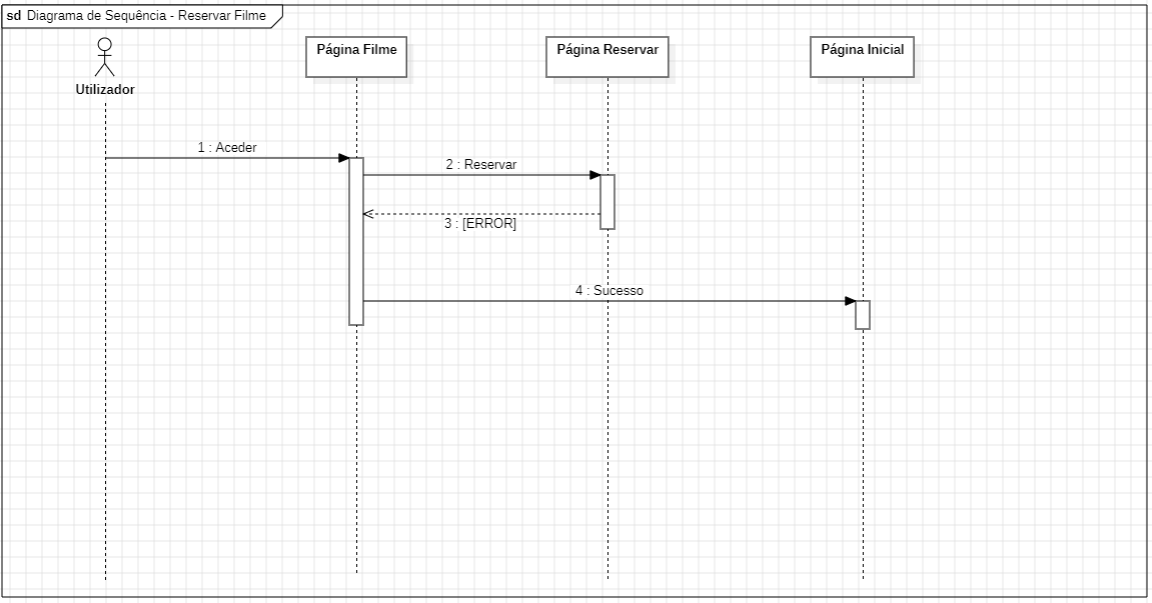 sd Diagrama de Sequência - Reservar Filme
Utilizador
Página Filme
Página Reservar
Página Inicial
1 : Aceder
2 : Reservar
3 : [ERROR]
4 : Sucesso